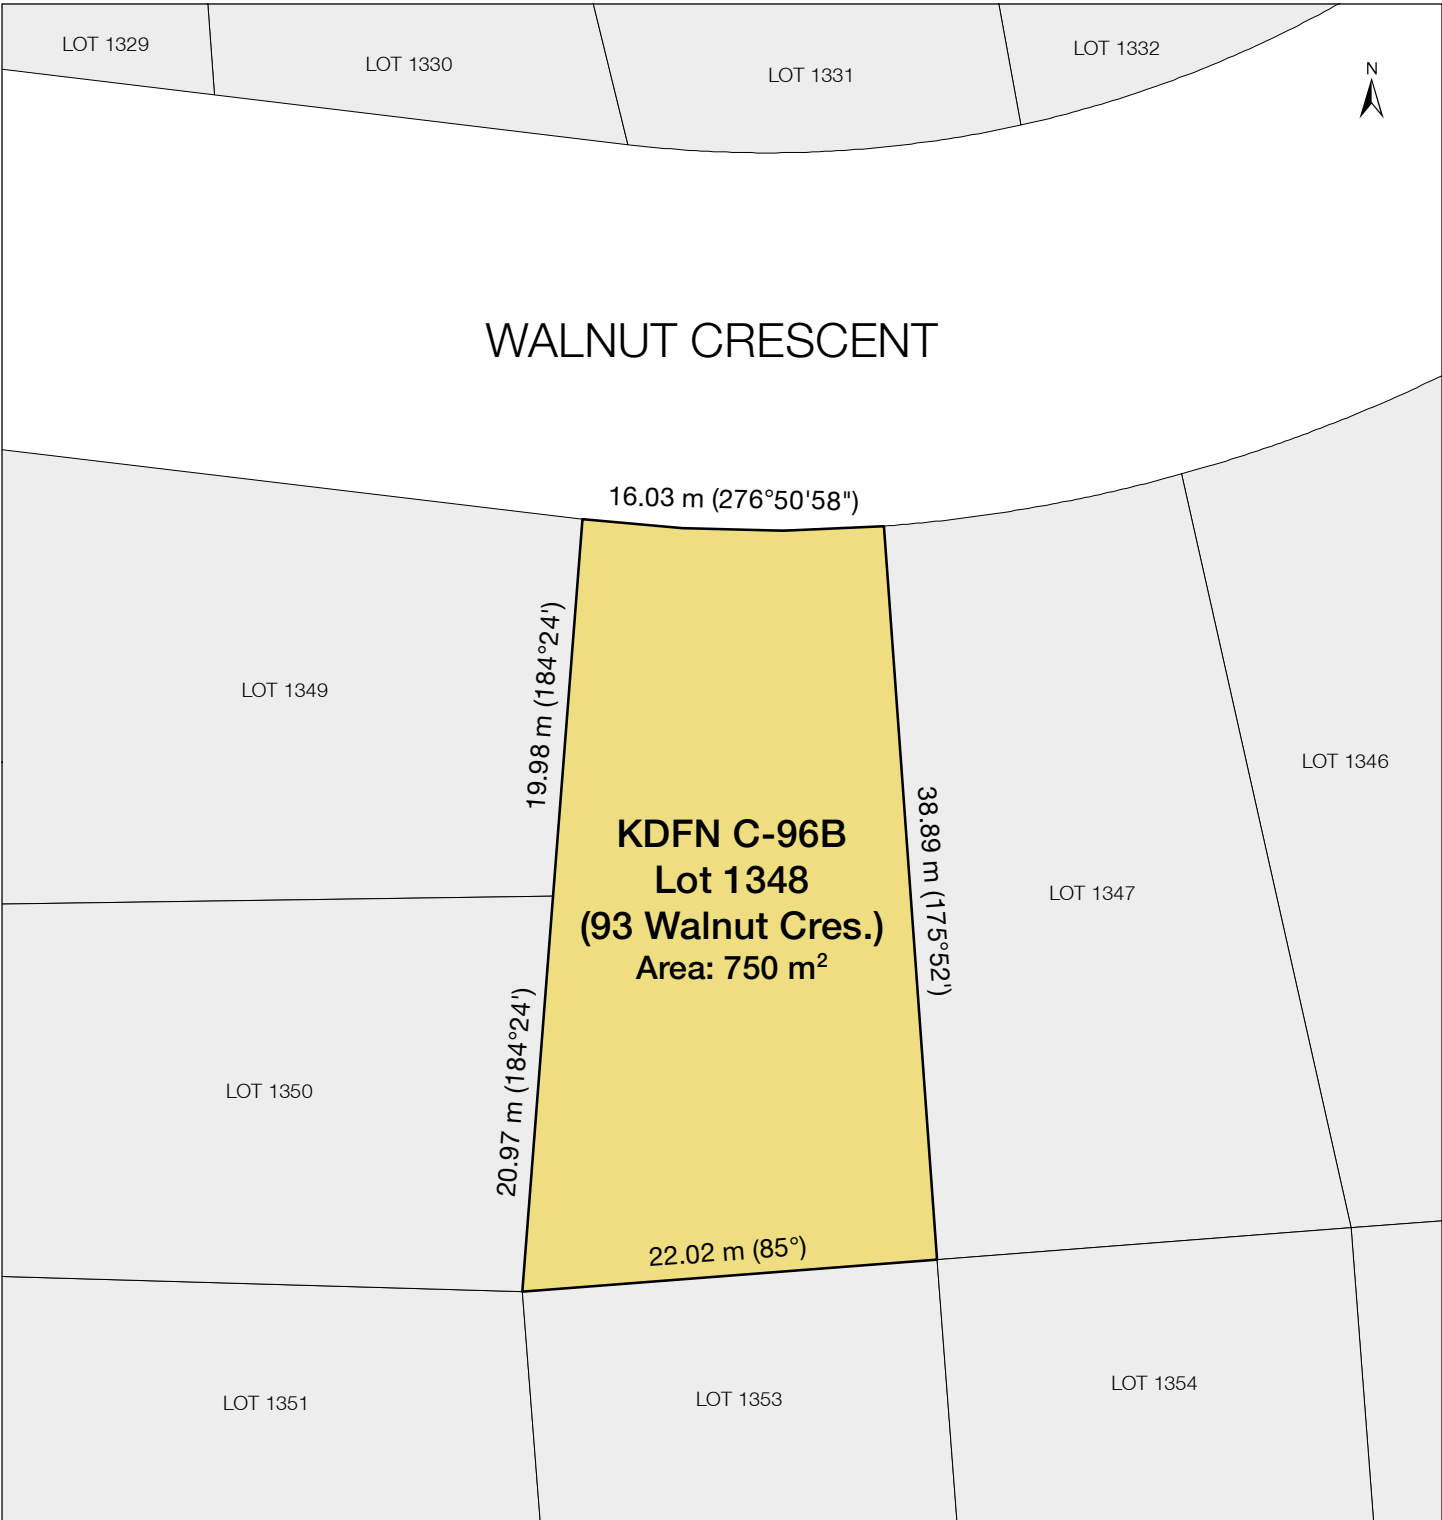 LOT 1329
LOT 1330
LOT 1331
LOT 1332
N
WALNUT CRESCENT
16.03 m (276°50'58")
19.98 m (184°24')
LOT 1349
LOT 1346
38.89 m (175°52')
KDFN C-96B
Lot 1348
(93 Walnut Cres.)
Area: 750 m²
LOT 1347
20.97 m (184°24')
LOT 1350
22.02 m (85°)
LOT 1351
LOT 1353
LOT 1354